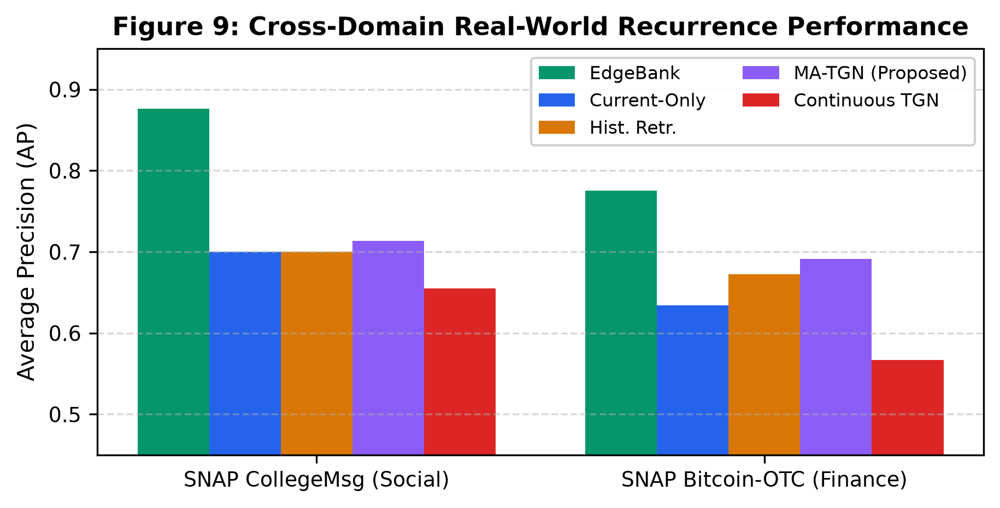 Figure 9: Cross-Domain Real-World Recurrence Performance
EdgeBank
Current-Only
Hist. Retr.
MA-TGN (Proposed)
Continuous TGN
Average Precision (AP)
0.9
0.8
0.7
0.6
0.5
SNAP CollegeMsg (Social)
SNAP Bitcoin-OTC (Finance)